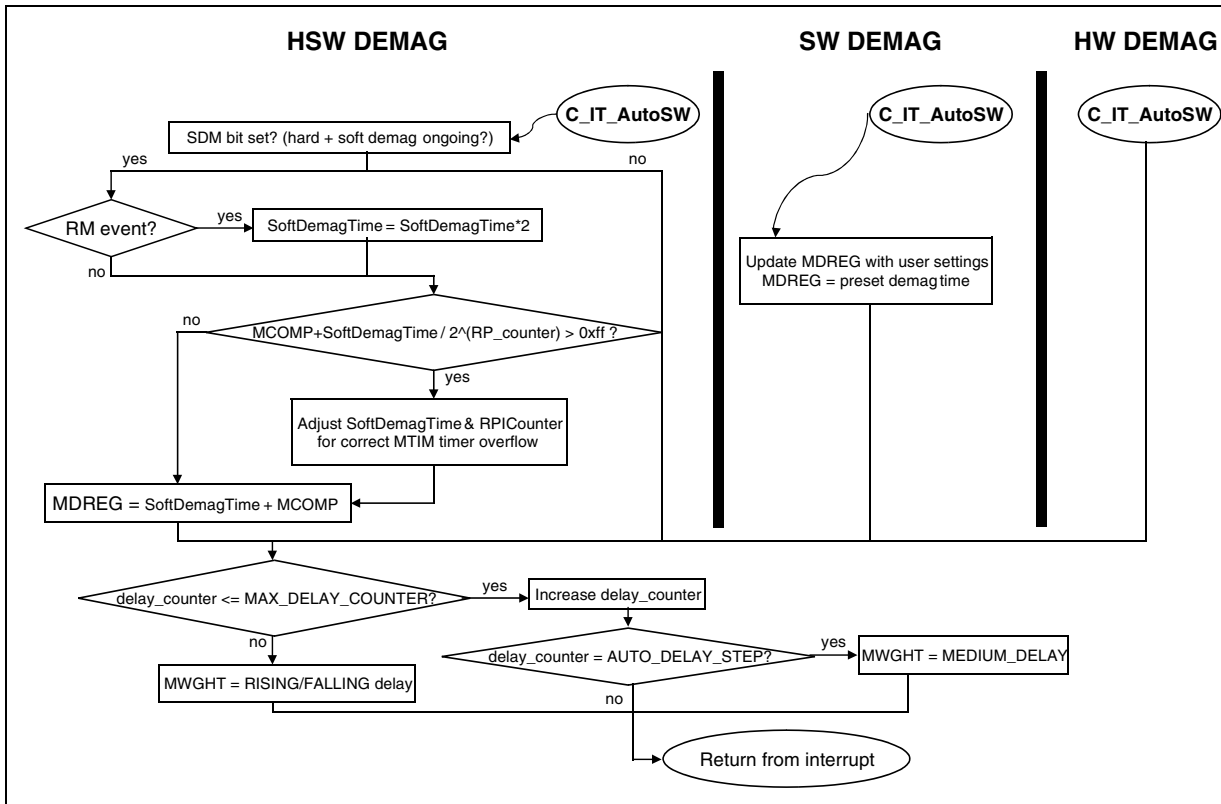 HSW DEMAG
SW DEMAG
HW DEMAG
C_IT_AutoSW
C_IT_AutoSW
C_IT_AutoSW
SDM bit set? (hard + soft demag ongoing?)
yes
no
RM event?
yes
SoftDemagTime = SoftDemagTime*2
no
Update MDREG with user settings
MDREG = preset demag time
no
MCOMP+SoftDemagTime / 2^(RP_counter) > 0xff ?
yes
Adjust SoftDemagTime & RPICounter
for correct MTIM timer overflow
MDREG = SoftDemagTime + MCOMP
delay_counter <= MAX_DELAY_COUNTER?
yes
Increase delay_counter
no
delay_counter = AUTO_DELAY_STEP?
yes
MWGHT = MEDIUM_DELAY
MWGHT = RISING/FALLING delay
no
Return from interrupt